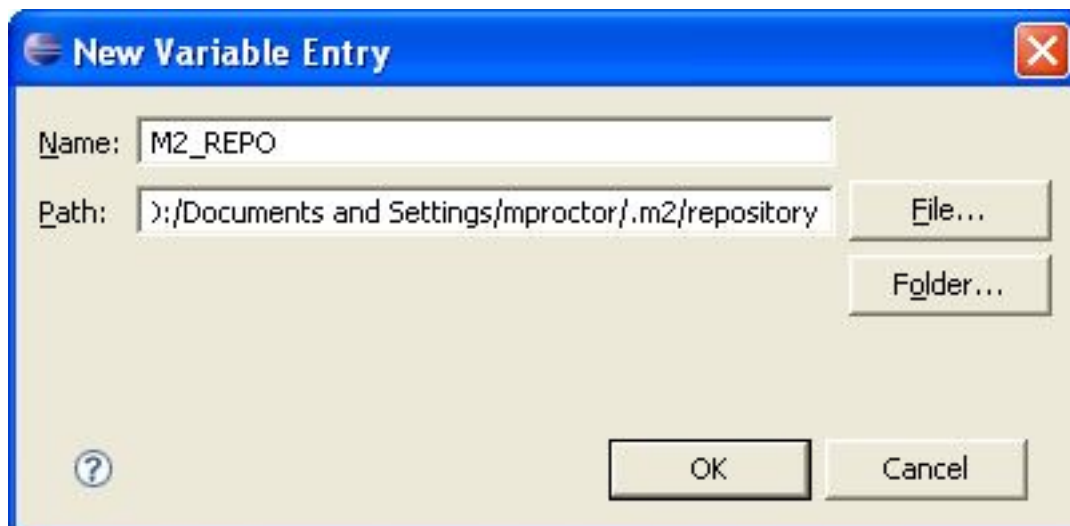 New Variable Entry
Name: M2_REPO
Path: :/Documents and Settings/mproctor/.m2/repository File...
Folder...
? OK Cancel